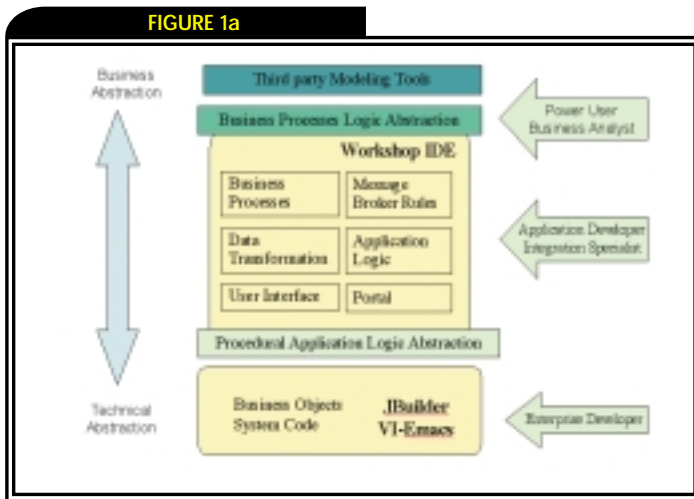 FIGURE 1a
Business
Abstraction
Third party Modeling Tools
Business Processes Logic Abstraction
Power User
Business Analyst
Workshop IDE
Business
Processes
Message
Broker Rules
Data
Transformation
Application
Logic
Application Developer
Integration Specialist
User Interface
Portal
Procedural Application Logic Abstraction
Technical
Abstraction
Business Objects
System Code
JBuilder
VI-Emacs
Enterprise Developer